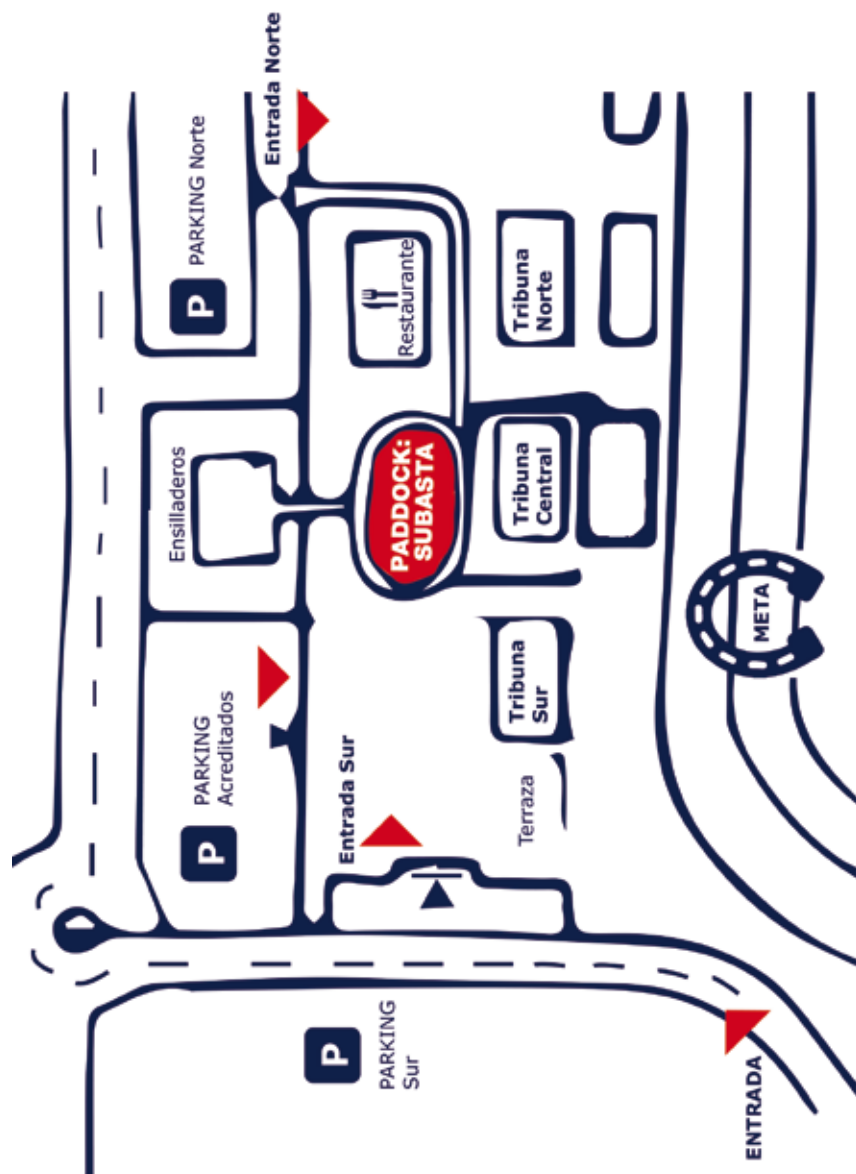 ENTRADA
PARKING
Sur
P
P
PARKING
Acreditados
Entrada Sur
Terraza
Tribuna
Sur
META
Ensilladeros
PADDOCK:
SUBASTA
Tribuna
Central
P
PARKING Norte
Entrada Norte
Restaurante
Tribuna
Norte